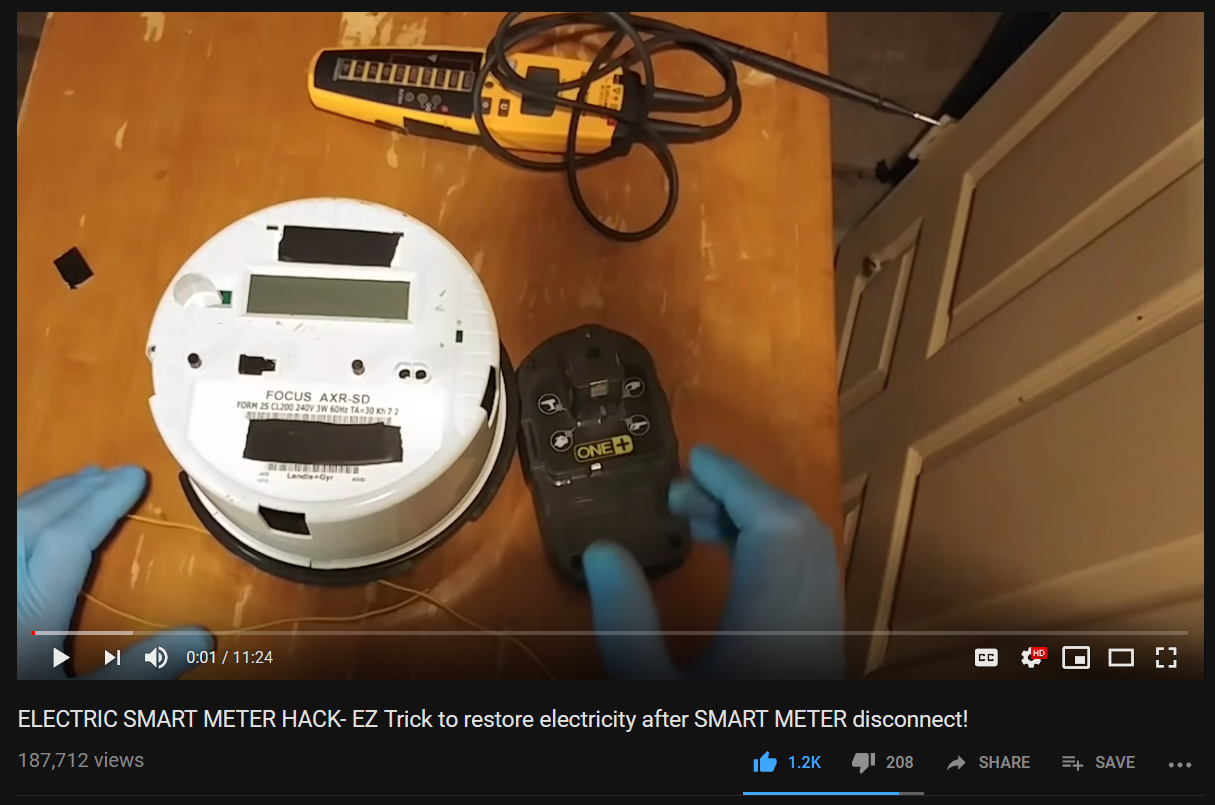 FOCUS AXR-SD
FORM 2S CL200 240V 3W 60Hz TA=30 Kh 7.2
Landis+Gyr
ONE+
0:01 / 11:24
CC
HD
ELECTRIC SMART METER HACK- EZ Trick to restore electricity after SMART METER disconnect!
187,712 views
1.2K
208
SHARE
SAVE